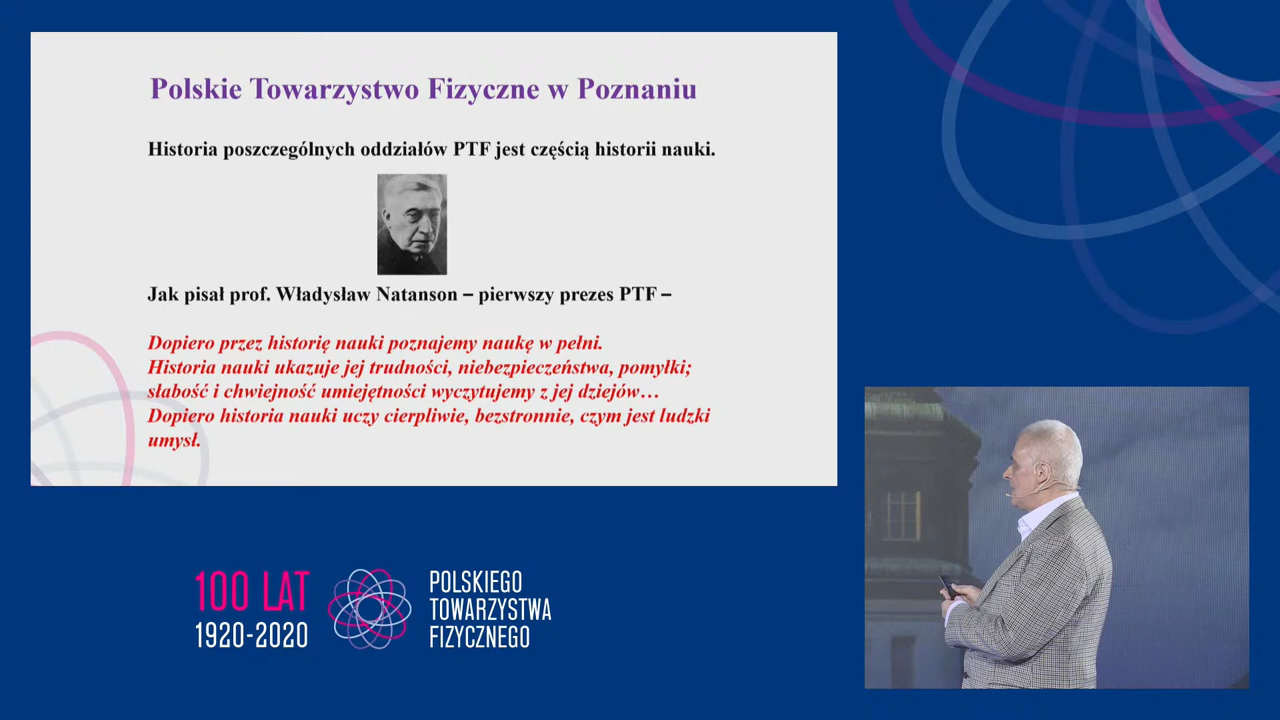 Polskie Towarzystwo Fizyczne w Poznaniu
Historia poszczególnych oddziałów PTF jest częścią historii nauki.
Jak pisał prof. Władysław Natanson – pierwszy prezes PTF –
Dopiero przez historię nauki poznajemy naukę w pełni.
Historia nauki ukazuje jej trudności, niebezpieczeństwa, pomyłki;
słabość i chwiejność umiejętności wyczytujemy z jej dziejów…
Dopiero historia nauki uczy cierpliwie, bezstronnie, czym jest ludzki
umysł.
100 LAT
1920-2020
POLSKIEGO
TOWARZYSTWA
FIZYCZNEGO